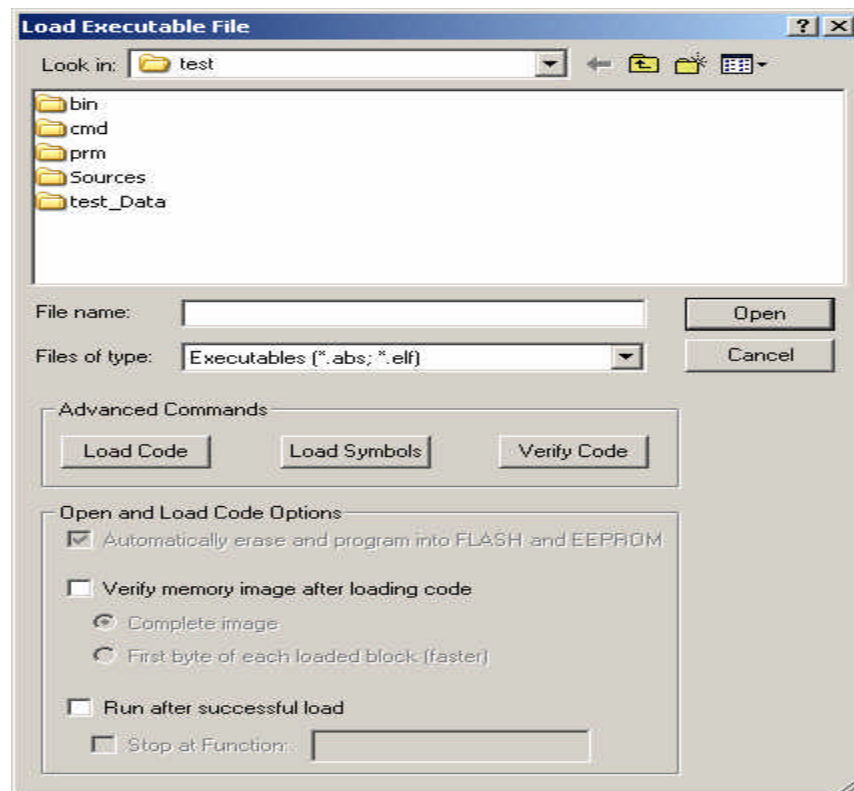 Load Executable File
Look in: test
bin
cmd
prm
Sources
test_Data
File name: Open
Files of type: Executables (*.abs; *.elf) Cancel
Advanced Commands
Load Code Load Symbols Verify Code
Open and Load Code Options
Automatically erase and program into FLASH and EEPROM
Verify memory image after loading code
Complete image
First byte of each loaded block (faster)
Run after successful load
Stop at Function: